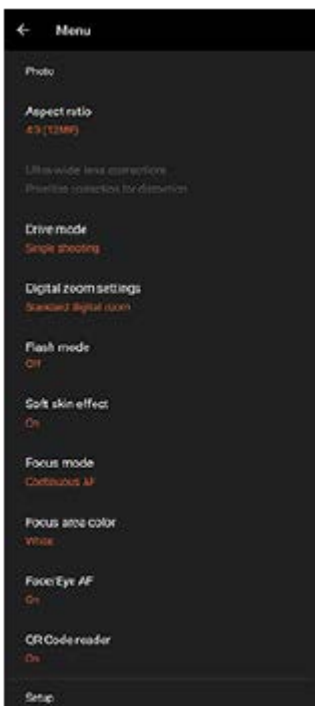 ← Menu
Photo
Aspect ratio
4:3 (12MP)
Ultra-wide lens corrections
Prioritize correction for distortion
Drive mode
Single shooting
Digital zoom settings
Standard digital zoom
Flash mode
Off
Soft skin effect
On
Focus mode
Continuous AF
Focus area color
White
Face/Eye AF
On
QR Code reader
On
Setup